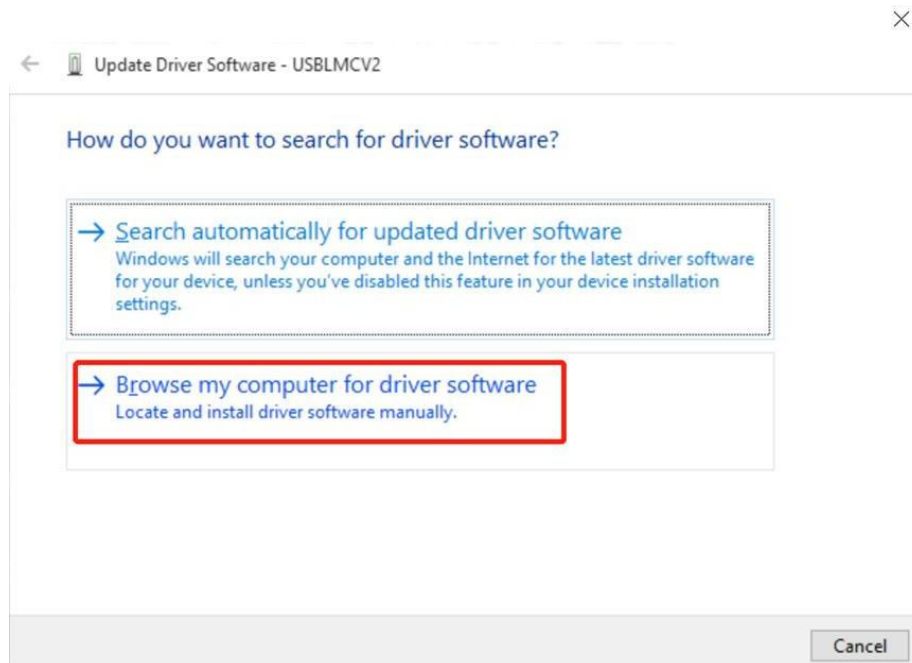 Update Driver Software - USBLMCV2
How do you want to search for driver software?
Search automatically for updated driver software
Windows will search your computer and the Internet for the latest driver software
for your device, unless you've disabled this feature in your device installation
settings.
Browse my computer for driver software
Locate and install driver software manually.
Cancel